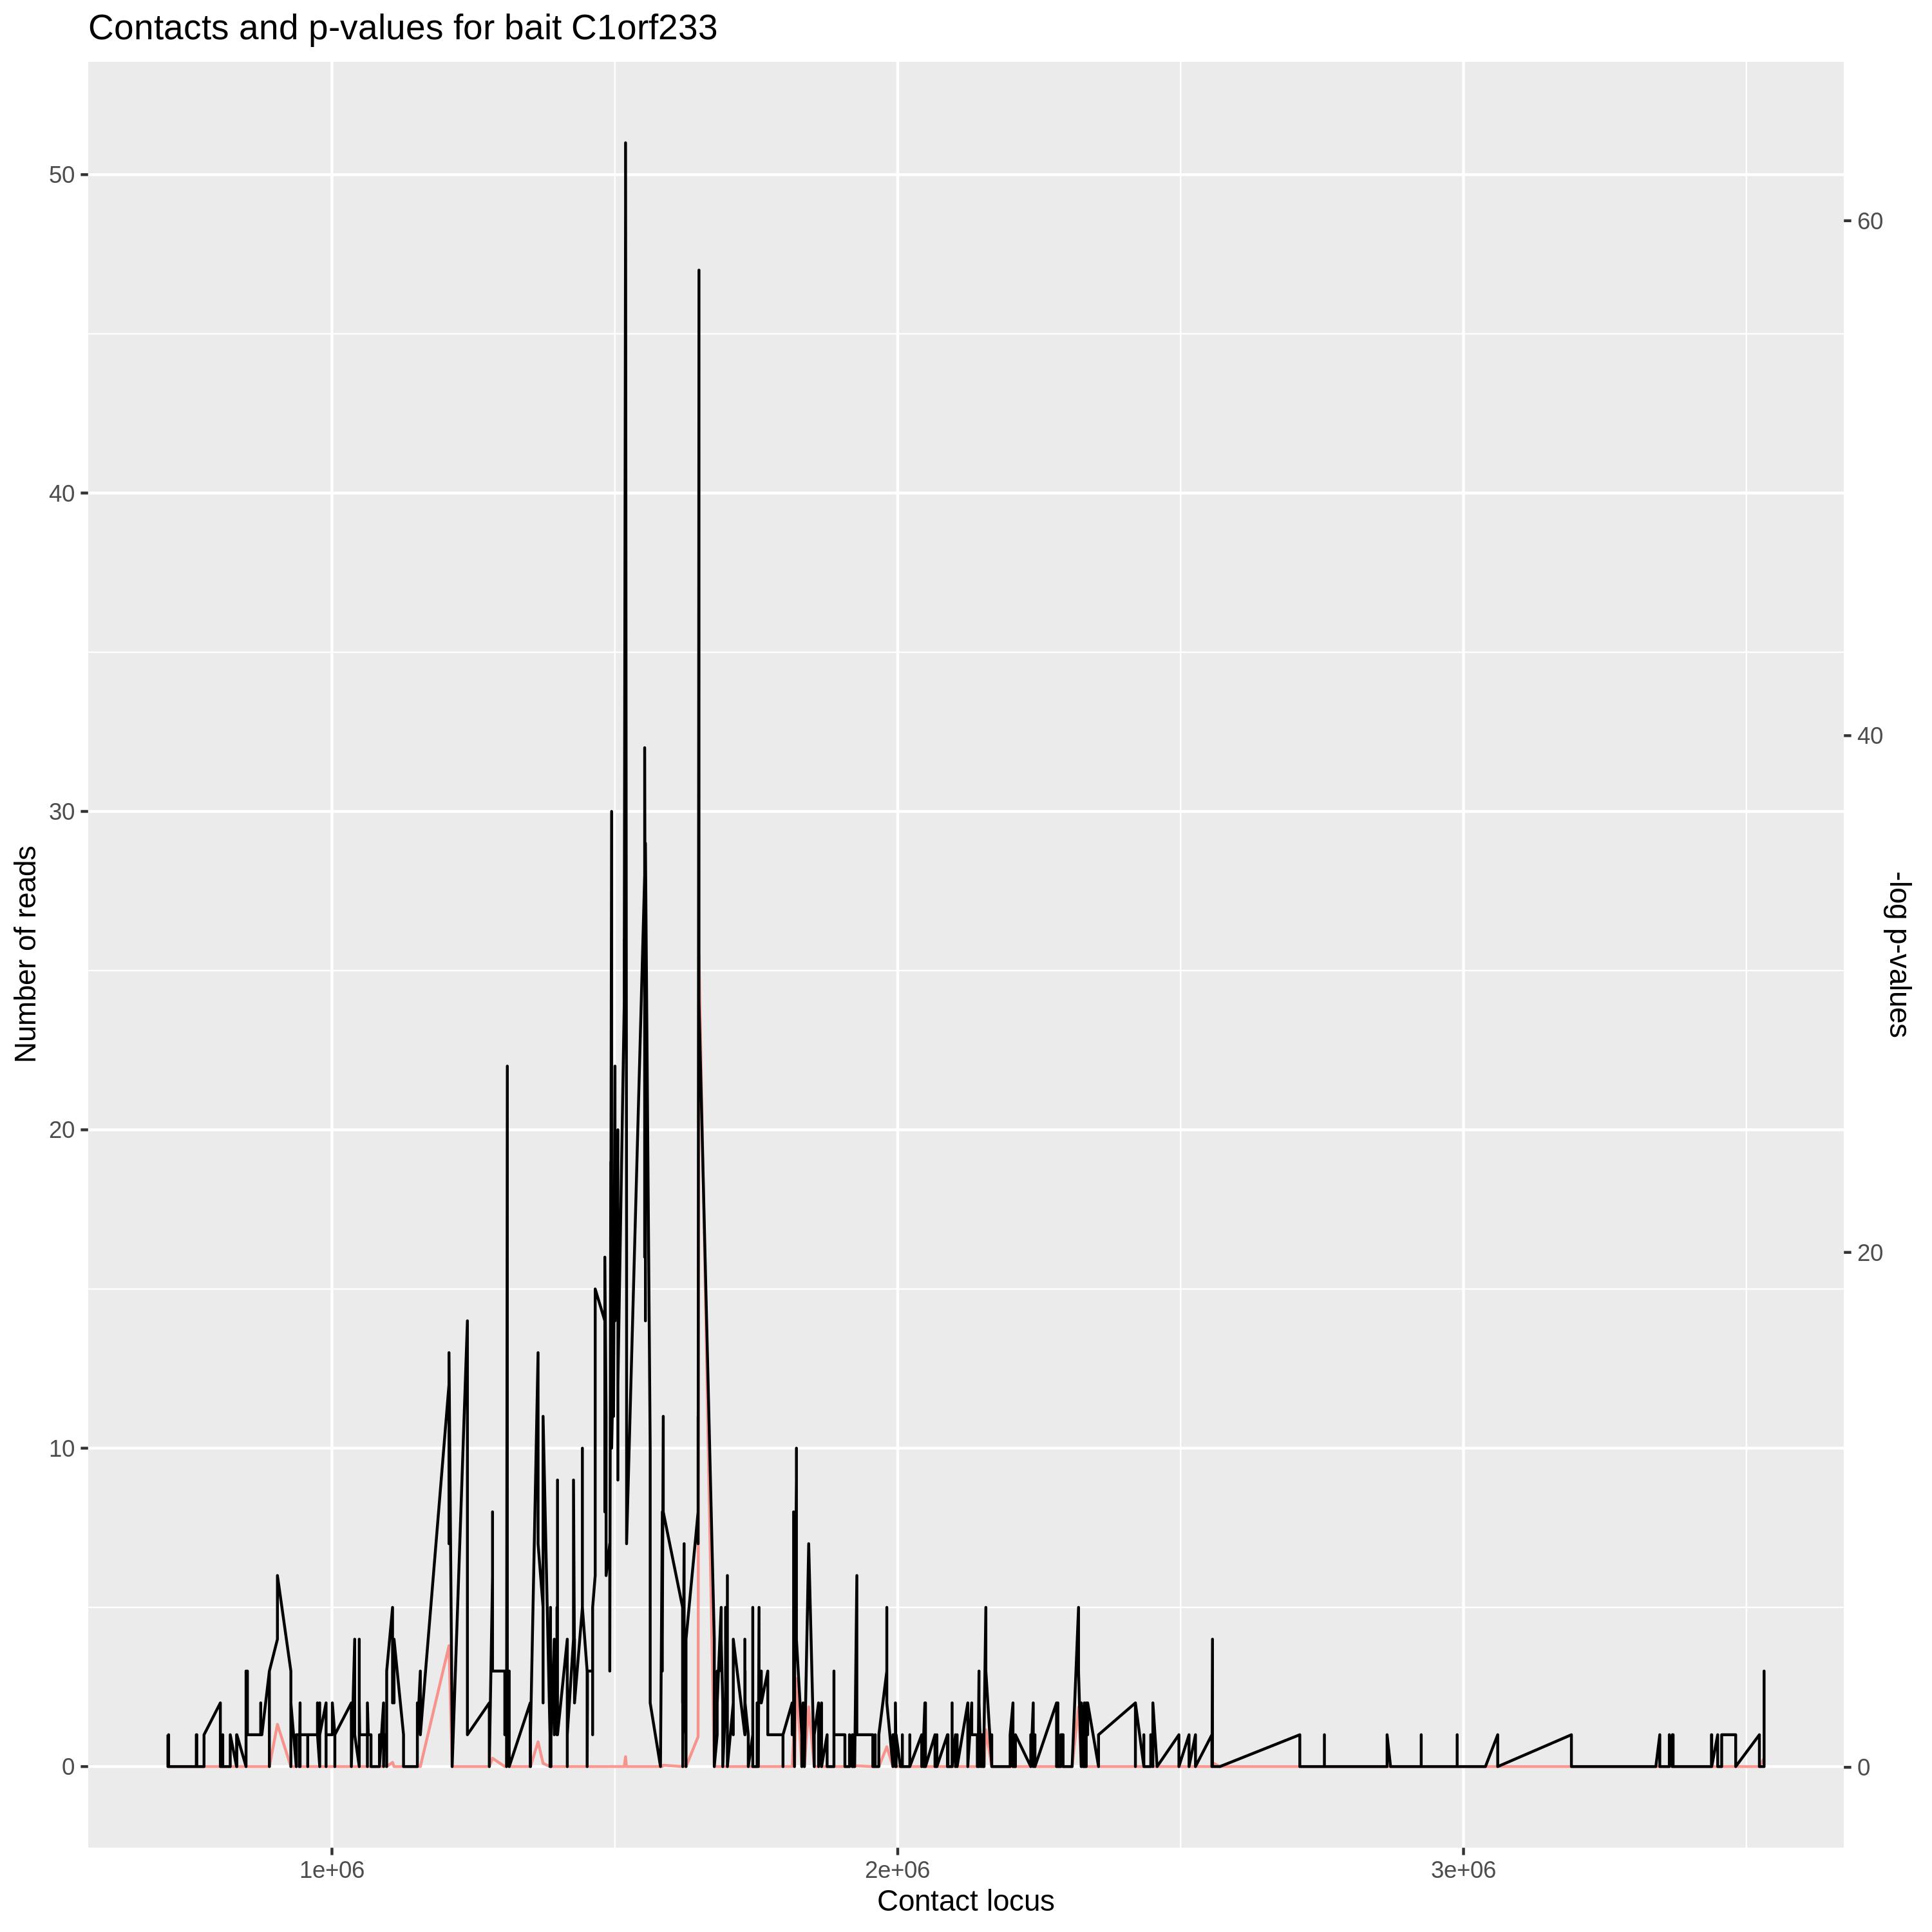 Contacts and p-values for bait C1orf233
50
40
30
20
10
0
Number of reads
60
40
20
0
-log p-values
1e+06
2e+06
3e+06
Contact locus